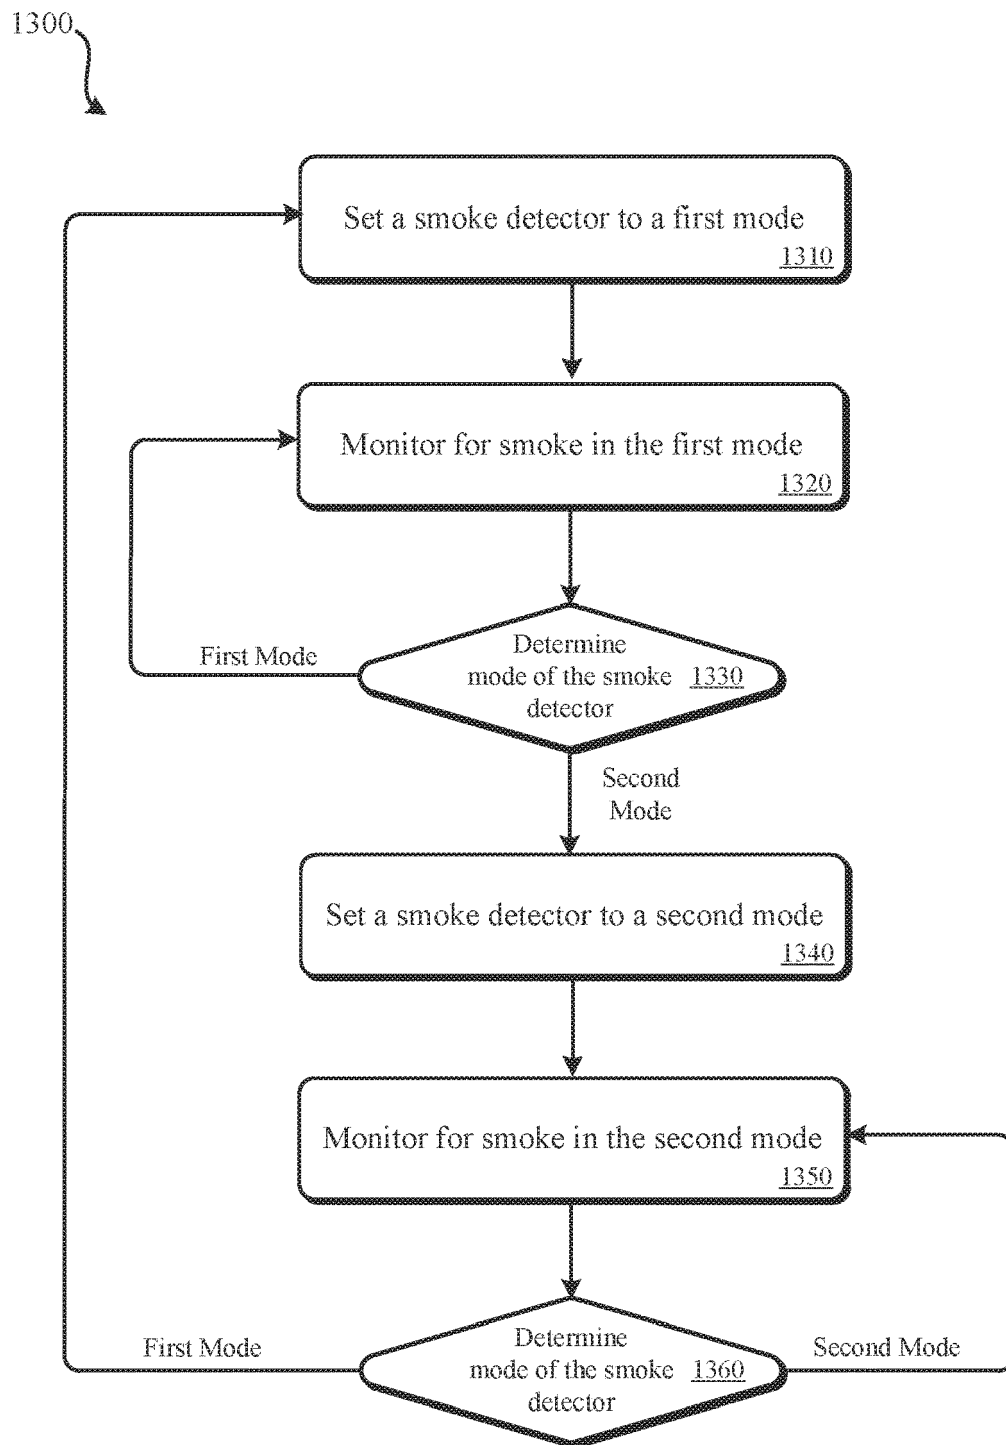 1300
Set a smoke detector to a first mode
1310
Monitor for smoke in the first mode
1320
First Mode
Determine
mode of the smoke 1330
detector
Second
Mode
Set a smoke detector to a second mode
1340
Monitor for smoke in the second mode
1350
First Mode
Determine
mode of the smoke 1360
detector
Second Mode